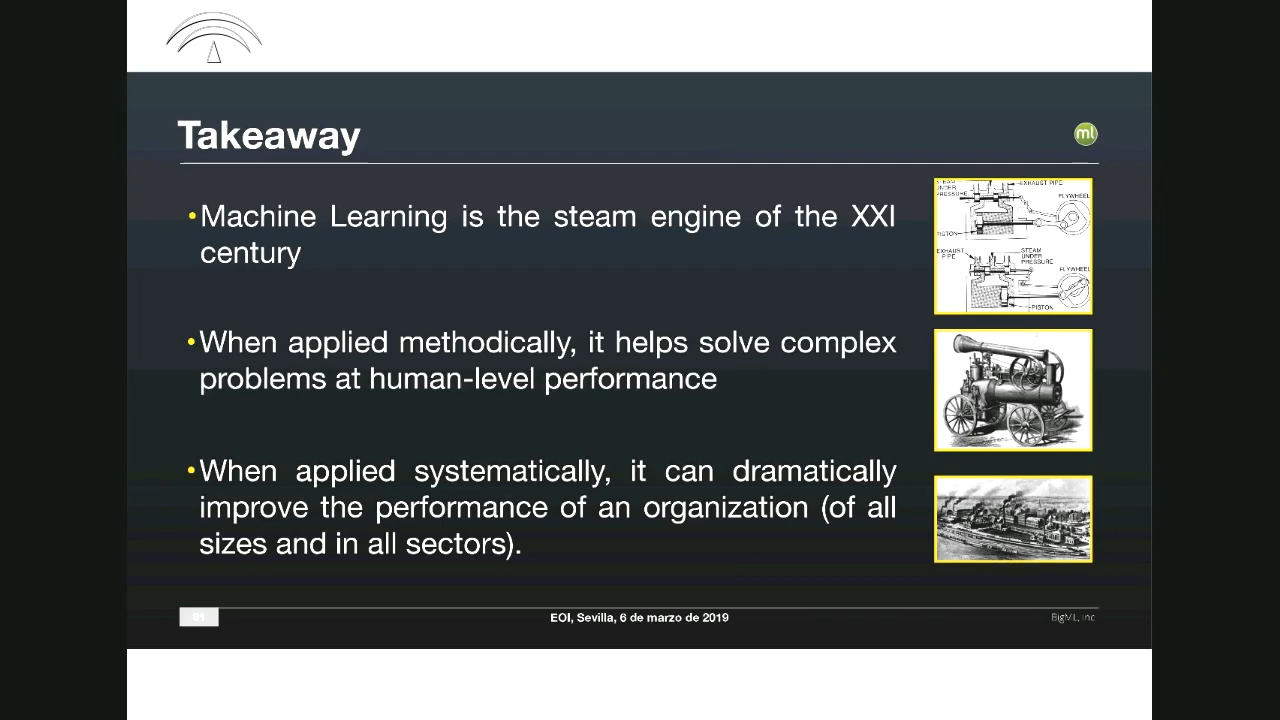 Takeaway
ml
•Machine Learning is the steam engine of the XXI
century
•When applied methodically, it helps solve complex
problems at human-level performance
•When applied systematically, it can dramatically
improve the performance of an organization (of all
sizes and in all sectors).
STEAM
UNDER
PRESSURE
EXHAUST PIPE
FLYWHEEL
PISTON
EXHAUST
PIPE
STEAM
UNDER
PRESSURE
FLYWHEEL
PISTON
EOI, Sevilla, 6 de marzo de 2019
BigML, Inc